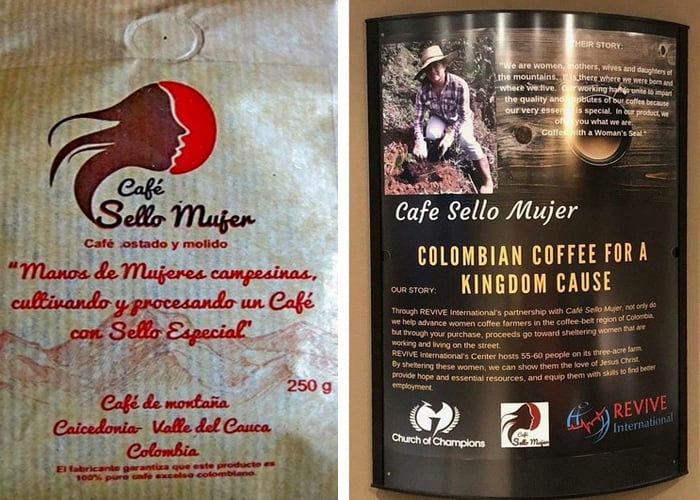 Café
Sello Mujer
Café .ostado y molido
“Manos de Mujeres campesinas,
cultivando y procesando un Café
con Sello Especial”
250 g
Café de montaña
Caicedonia- Valle del Cauca
Colombia
El fabricante garantiza que este producto es
100% puro café excelso colombiano.
THEIR STORY:
"We are women, mothers, wives and daughters of
the mountains. It is there where we were born and
where we live. Our working hands unite to impart
the quality and attributes of our coffee because
our very essence is special. In our product, we
offer you what we are.
Coffee with a Woman's Seal."
Cafe Sello Mujer
COLOMBIAN COFFEE FOR A
KINGDOM CAUSE
OUR STORY:
Through REVIVE International's partnership with Café Sello Mujer, not only do
we help advance women coffee farmers in the coffee-belt region of Colombia,
but through your purchase, proceeds go toward sheltering women that are
working and living on the street.
REVIVE International's Center hosts 55-60 people on its three-acre farm.
By sheltering these women, we can show them the love of Jesus Christ,
provide hope and essential resources, and equip them with skills to find better
employment.
Church of Champions
Café
Sello Mujer
REVIVE
International